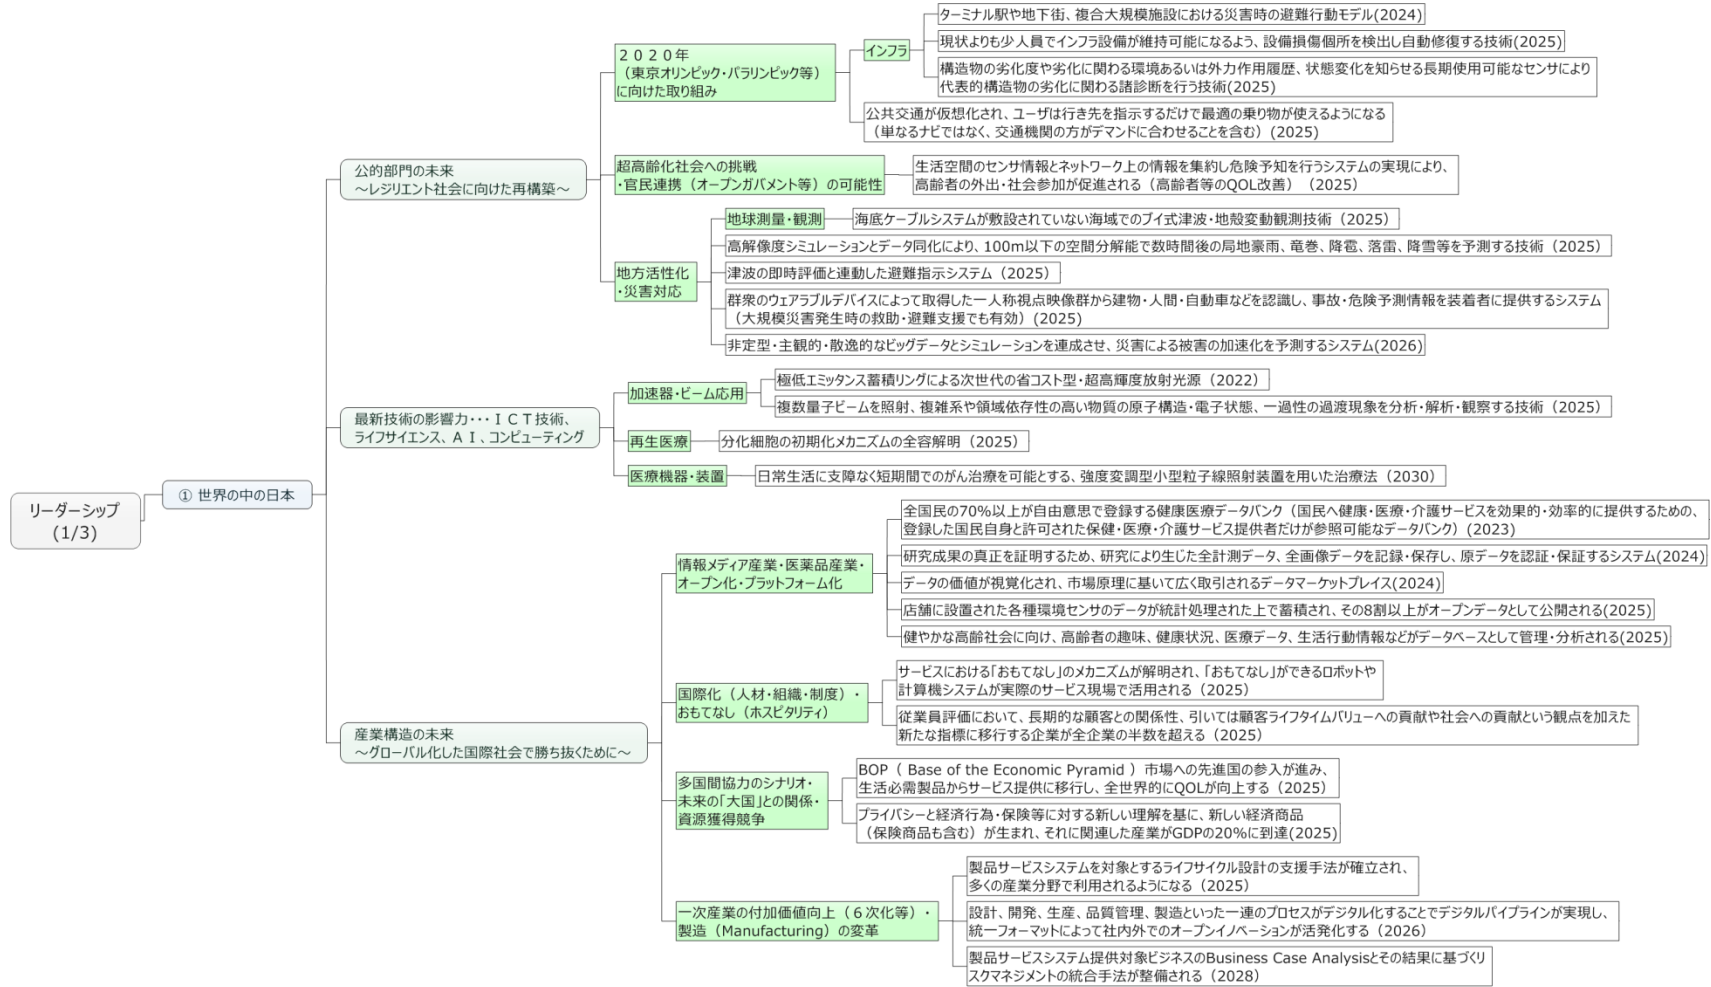 リーダーシップ
(1/3)
① 世界の中の日本
公的部門の未来
～レジリエント社会に向けた再構築～
２０２０年
（東京オリンピック・パラリンピック等）
に向けた取り組み
インフラ
ターミナル駅や地下街、複合大規模施設における災害時の避難行動モデル(2024)
現状よりも少人員でインフラ設備が維持可能になるよう、設備損傷個所を検出し自動修復する技術(2025)
構造物の劣化度や劣化に関わる環境あるいは外力作用履歴、状態変化を知らせる長期使用可能なセンサにより
代表的構造物の劣化に関わる諸診断を行う技術(2025)
公共交通が仮想化され、ユーザは行き先を指示するだけで最適の乗り物が使えるようになる
（単なるナビではなく、交通機関の方がデマンドに合わせることを含む）(2025)
超高齢化社会への挑戦
・官民連携（オープンガバメント等）の可能性
生活空間のセンサ情報とネットワーク上の情報を集約し危険予知を行うシステムの実現により、
高齢者の外出・社会参加が促進される（高齢者等のQOL改善）（2025）
地方活性化
・災害対応
地球測量・観測
海底ケーブルシステムが敷設されていない海域でのブイ式津波・地殻変動観測技術（2025）
高解像度シミュレーションとデータ同化により、100m以下の空間分解能で数時間後の局地豪雨、竜巻、降雹、落雷、降雪等を予測する技術（2025）
津波の即時評価と連動した避難指示システム（2025）
群衆のウェアラブルデバイスによって取得した一人称視点映像群から建物・人間・自動車などを認識し、事故・危険予測情報を装着者に提供するシステム
（大規模災害発生時の救助・避難支援でも有効）(2025)
非定型・主観的・散逸的なビッグデータとシミュレーションを連成させ、災害による被害の加速化を予測するシステム(2026)
最新技術の影響力・・・ＩＣＴ技術、
ライフサイエンス、ＡＩ、コンピューティング
加速器・ビーム応用
極低エミッタンス蓄積リングによる次世代の省コスト型・超高輝度放射光源（2022）
複数量子ビームを照射、複雑系や領域依存性の高い物質の原子構造・電子状態、一過性の過渡現象を分析・解析・観察する技術（2025）
再生医療
分化細胞の初期化メカニズムの全容解明（2025）
医療機器・装置
日常生活に支障なく短期間でのがん治療を可能とする、強度変調型小型粒子線照射装置を用いた治療法（2030）
産業構造の未来
～グローバル化した国際社会で勝ち抜くために～
情報メディア産業・医薬品産業・
オープン化・プラットフォーム化
全国民の70％以上が自由意思で登録する健康医療データバンク（国民へ健康・医療・介護サービスを効果的・効率的に提供するための、
登録した国民自身と許可された保健・医療・介護サービス提供者だけが参照可能なデータバンク）（2023）
研究成果の真正を証明するため、研究により生じた全計測データ、全画像データを記録・保存し、原データを認証・保証するシステム(2024)
データの価値が視覚化され、市場原理に基いて広く取引されるデータマーケットプレイス(2024)
店舗に設置された各種環境センサのデータが統計処理された上で蓄積され、その8割以上がオープンデータとして公開される(2025)
健やかな高齢社会に向け、高齢者の趣味、健康状況、医療データ、生活行動情報などがデータベースとして管理・分析される(2025)
国際化（人材・組織・制度）・
おもてなし（ホスピタリティ）
サービスにおける「おもてなし」のメカニズムが解明され、「おもてなし」ができるロボットや
計算機システムが実際のサービス現場で活用される（2025）
従業員評価において、長期的な顧客との関係性、引いては顧客ライフタイムバリューへの貢献や社会への貢献という観点を加えた
新たな指標に移行する企業が全企業の半数を超える（2025）
多国間協力のシナリオ・
未来の「大国」との関係・
資源獲得競争
BOP（ Base of the Economic Pyramid ）市場への先進国の参入が進み、
生活必需製品からサービス提供に移行し、全世界的にQOLが向上する（2025）
プライバシーと経済行為・保険等に対する新しい理解を基に、新しい経済商品
（保険商品も含む）が生まれ、それに関連した産業がGDPの20％に到達(2025)
一次産業の付加価値向上（６次化等）・
製造（Manufacturing）の変革
製品サービスシステムを対象とするライフサイクル設計の支援手法が確立され、
多くの産業分野で利用されるようになる（2025）
設計、開発、生産、品質管理、製造といった一連のプロセスがデジタル化することでデジタルパイプラインが実現し、
統一フォーマットによって社内外でのオープンイノベーションが活発化する（2026）
製品サービスシステム提供対象ビジネスのBusiness Case Analysisとその結果に基づくリ
スクマネジメントの統合手法が整備される（2028）